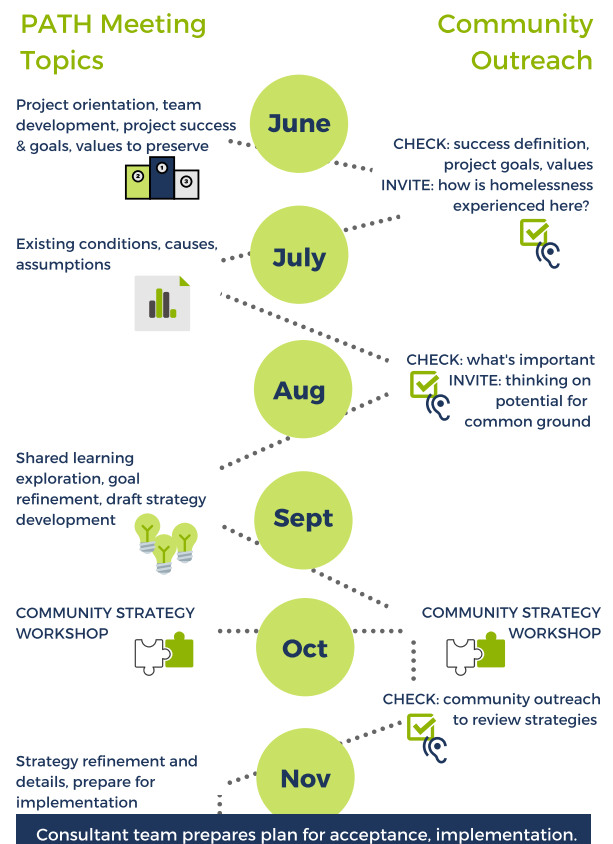 PATH Meeting
Topics
Community
Outreach
June
Project orientation, team
development, project success
& goals, values to preserve
2
1
3
CHECK: success definition,
project goals, values
INVITE: how is homelessness
experienced here?
July
Existing conditions, causes,
assumptions
Aug
CHECK: what's important
INVITE: thinking on
potential for
common ground
Shared learning
exploration, goal
refinement, draft strategy
development
Sept
COMMUNITY STRATEGY
WORKSHOP
Oct
COMMUNITY STRATEGY
WORKSHOP
CHECK: community outreach
to review strategies
Nov
Strategy refinement and
details, prepare for
implementation
Consultant team prepares plan for acceptance, implementation.